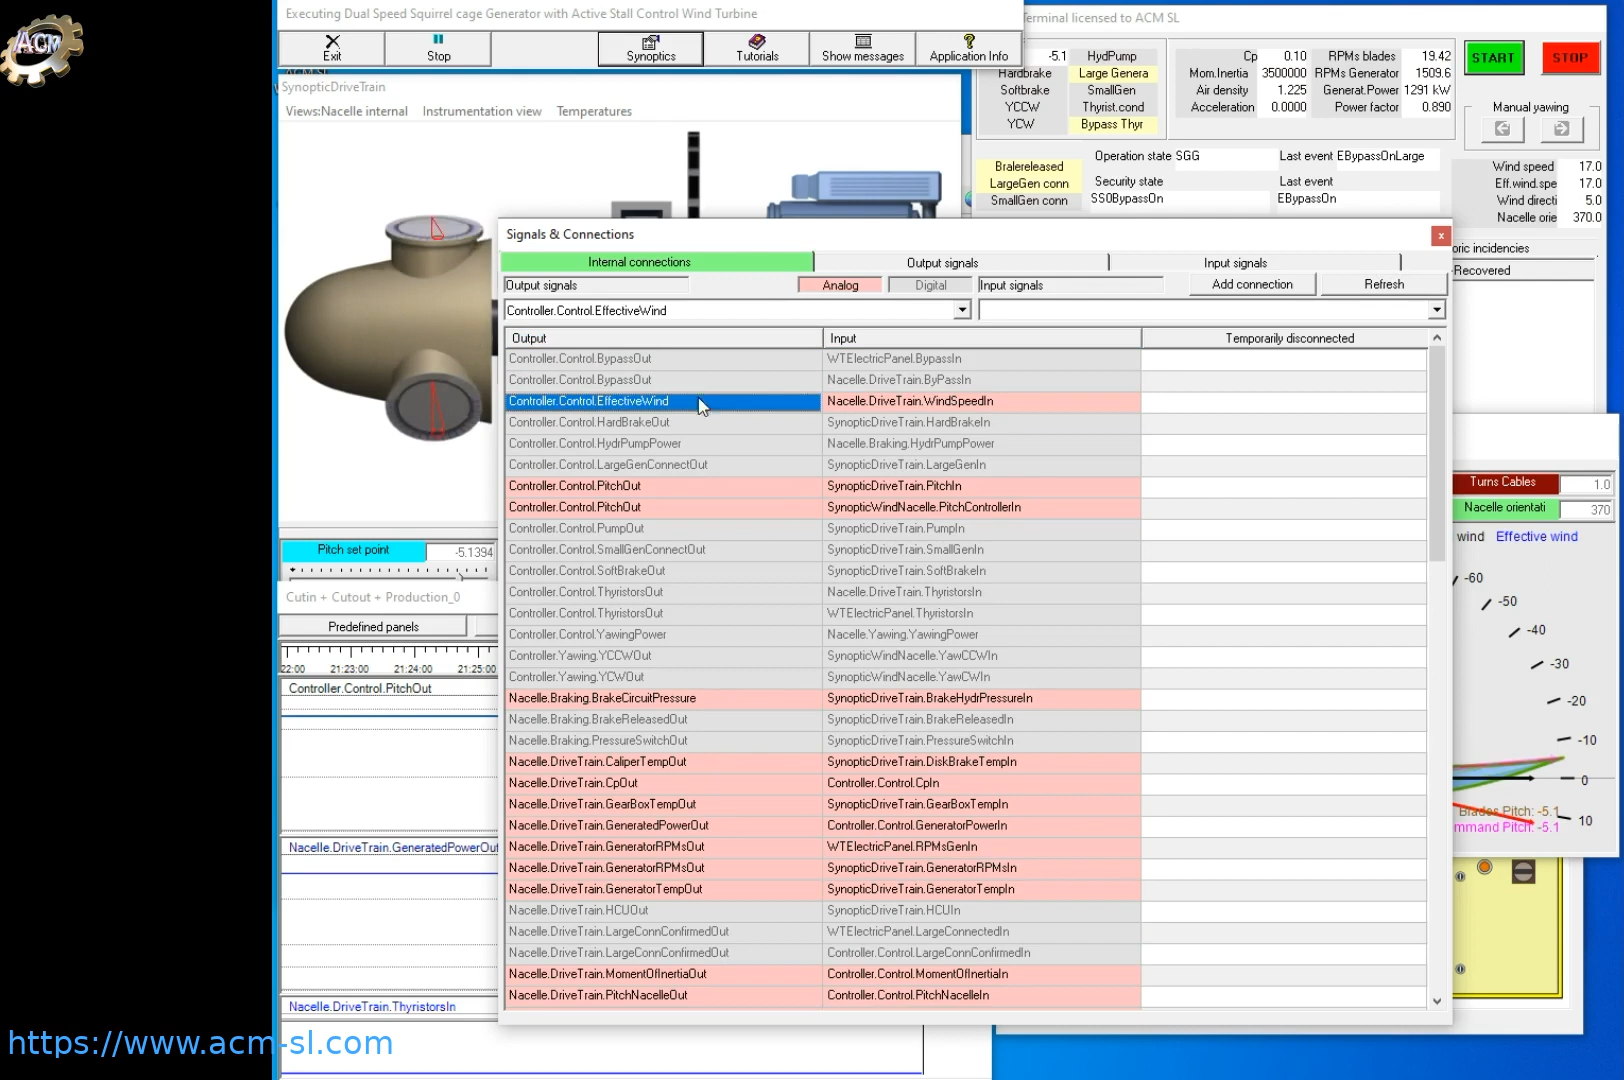 ACM
Executing Dual Speed Squirrel cage Generator with Active Stall Control Wind Turbine
Exit
Stop
Synoptics
Tutorials
Show messages
Application Info
SynopticDriveTrain
Views:Nacelle internal Instrumentation view Temperatures
Terminal licensed to ACM SL
-5.1 HydPump
Hardbrake Large Genera
Softbrake SmallGen
YCCW Thyrist.cond
YCW Bypass Thyr
Cp 0.10 RPMs blades 19.42
Mom.Inertia 3500000 RPMs Generator 1509.6
Air density 1.225 Generat.Power 1291 kW
Acceleration 0.0000 Power factor 0.890
START STOP
Manual yawing
Bralereleased
LargeGen conn
SmallGen conn
Operation state SGG Last event EBypassOnLarge
Security state Last event
SS0BypassOn EBypassOn
Wind speed 17.0
Eff.wind.spe 17.0
Wind directi 5.0
Nacelle orie 370.0
oric incidencies
-Recovered
Signals & Connections
x
Internal connections Output signals Input signals
Output signals Analog Digital Input signals Add connection Refresh
Controller.Control.EffectiveWind
Output Input Temporarily disconnected
Controller.Control.BypassOut WTElectricPanel.BypassIn
Controller.Control.BypassOut Nacelle.DriveTrain.ByPassIn
Controller.Control.EffectiveWind Nacelle.DriveTrain.WindSpeedIn
Controller.Control.HardBrakeOut SynopticDriveTrain.HardBrakeIn
Controller.Control.HydrPumpPower Nacelle.Braking.HydrPumpPower
Controller.Control.LargeGenConnectOut SynopticDriveTrain.LargeGenIn
Controller.Control.PitchOut SynopticDriveTrain.PitchIn
Controller.Control.PitchOut SynopticWindNacelle.PitchControllerIn
Controller.Control.PumpOut SynopticDriveTrain.PumpIn
Controller.Control.SmallGenConnectOut SynopticDriveTrain.SmallGenIn
Controller.Control.SoftBrakeOut SynopticDriveTrain.SoftBrakeIn
Controller.Control.ThyristorsOut Nacelle.DriveTrain.ThyristorsIn
Controller.Control.ThyristorsOut WTElectricPanel.ThyristorsIn
Controller.Control.YawingPower Nacelle.Yawing.YawingPower
Controller.Yawing.YCCWOut SynopticWindNacelle.YawCCWIn
Controller.Yawing.YCWOut SynopticWindNacelle.YawCWIn
Nacelle.Braking.BrakeCircuitPressure SynopticDriveTrain.BrakeHydrPressureIn
Nacelle.Braking.BrakeReleasedOut SynopticDriveTrain.BrakeReleasedIn
Nacelle.Braking.PressureSwitchOut SynopticDriveTrain.PressureSwitchIn
Nacelle.DriveTrain.CaliperTempOut SynopticDriveTrain.DiskBrakeTempIn
Nacelle.DriveTrain.CpOut Controller.Control.CpIn
Nacelle.DriveTrain.GearBoxTempOut SynopticDriveTrain.GearBoxTempIn
Nacelle.DriveTrain.GeneratedPowerOut Controller.Control.GeneratorPowerIn
Nacelle.DriveTrain.GeneratorRPMsOut WTElectricPanel.RPMsGenIn
Nacelle.DriveTrain.GeneratorRPMsOut SynopticDriveTrain.GeneratorRPMsIn
Nacelle.DriveTrain.GeneratorTempOut SynopticDriveTrain.GeneratorTempIn
Nacelle.DriveTrain.HCUOut SynopticDriveTrain.HCUIn
Nacelle.DriveTrain.LargeConnConfirmedOut WTElectricPanel.LargeConnectedIn
Nacelle.DriveTrain.LargeConnConfirmedOut Controller.Control.LargeConnConfirmedIn
Nacelle.DriveTrain.MomentOfInertiaOut Controller.Control.MomentOfInertiaIn
Nacelle.DriveTrain.PitchNacelleOut Controller.Control.PitchNacelleIn
Pitch set point -5.1394
Cutin + Cutout + Production_0
Predefined panels
22:00 21:23:00 21:24:00 21:25:00
Controller.Control.PitchOut
Nacelle.DriveTrain.GeneratedPowerOut
Nacelle.DriveTrain.ThyristorsIn
Turns Cables 1.0
Nacelle orientati 370
wind Effective wind
-60
-50
-40
-30
-20
-10
0
10
Blades Pitch: -5.1
mmand Pitch: -5.1
https://www.acm-sl.com